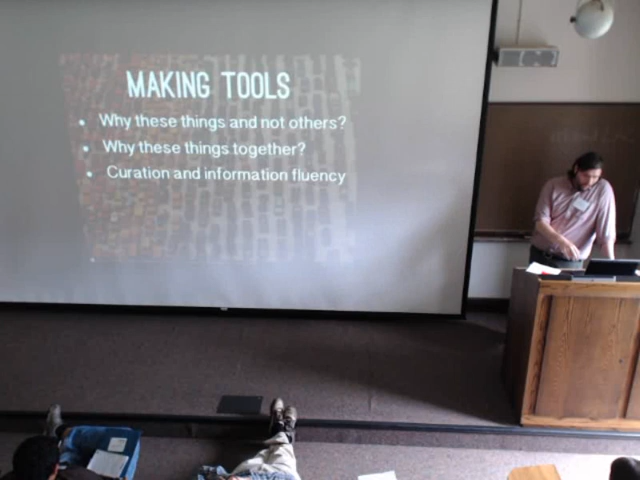 MAKING TOOLS
• Why these things and not others?
• Why these things together?
• Curation and information fluency